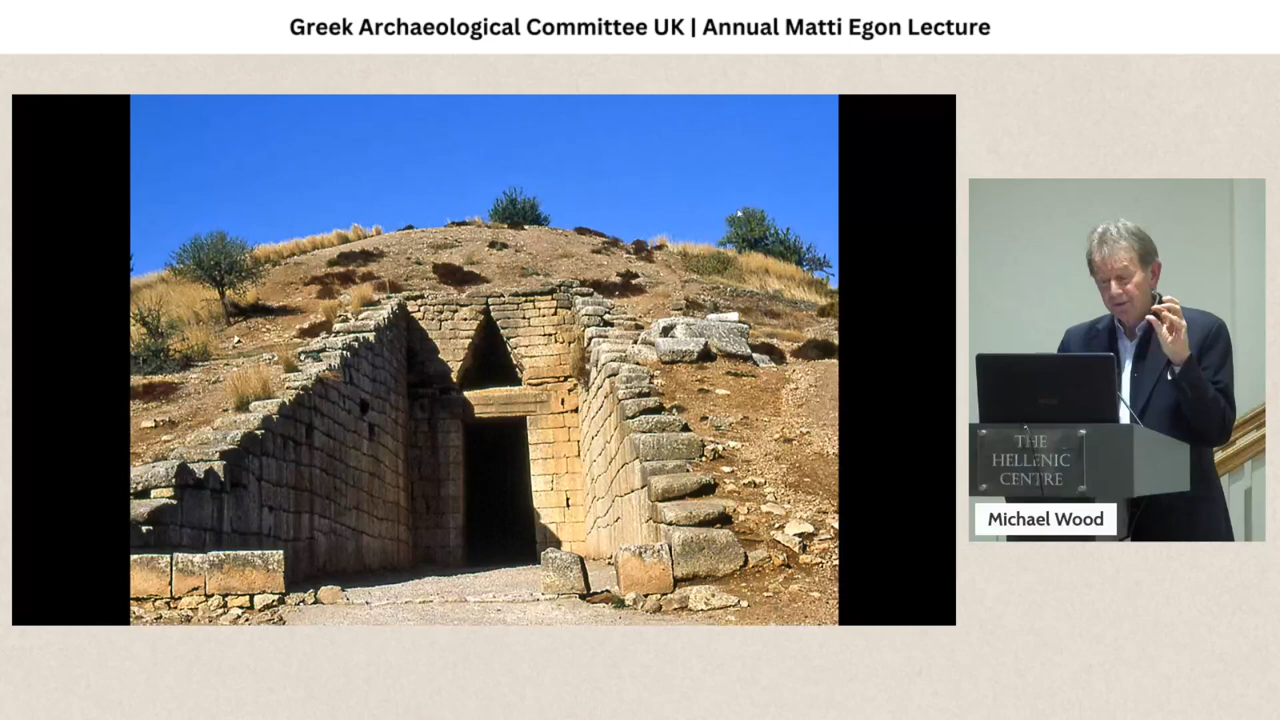 Greek Archaeological Committee UK | Annual Matti Egon Lecture
THE
HELLENIC
CENTRE
Michael Wood